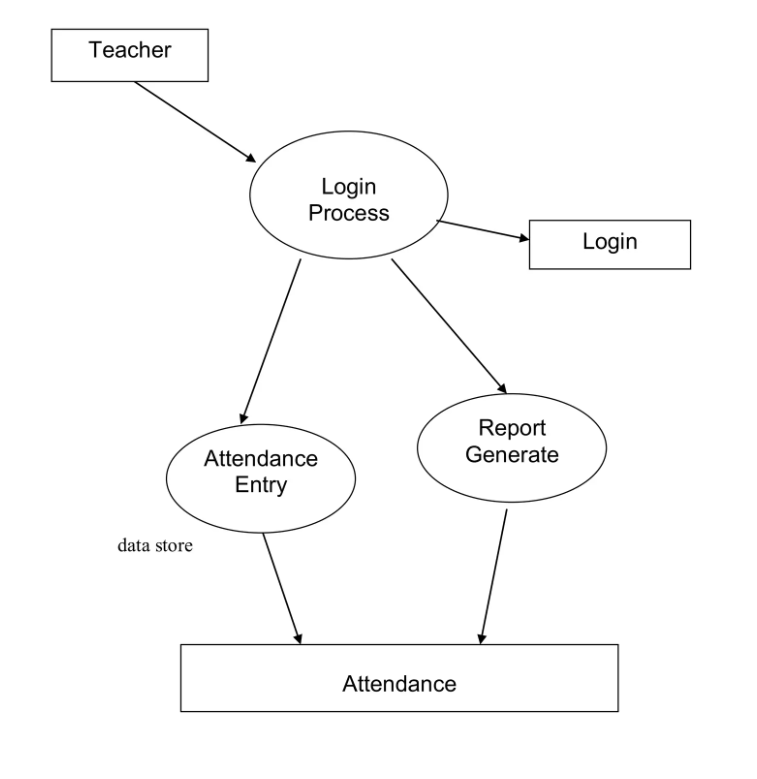 Teacher
Login
Process
Login
Report
Generate
Attendance
Entry
data store
Attendance